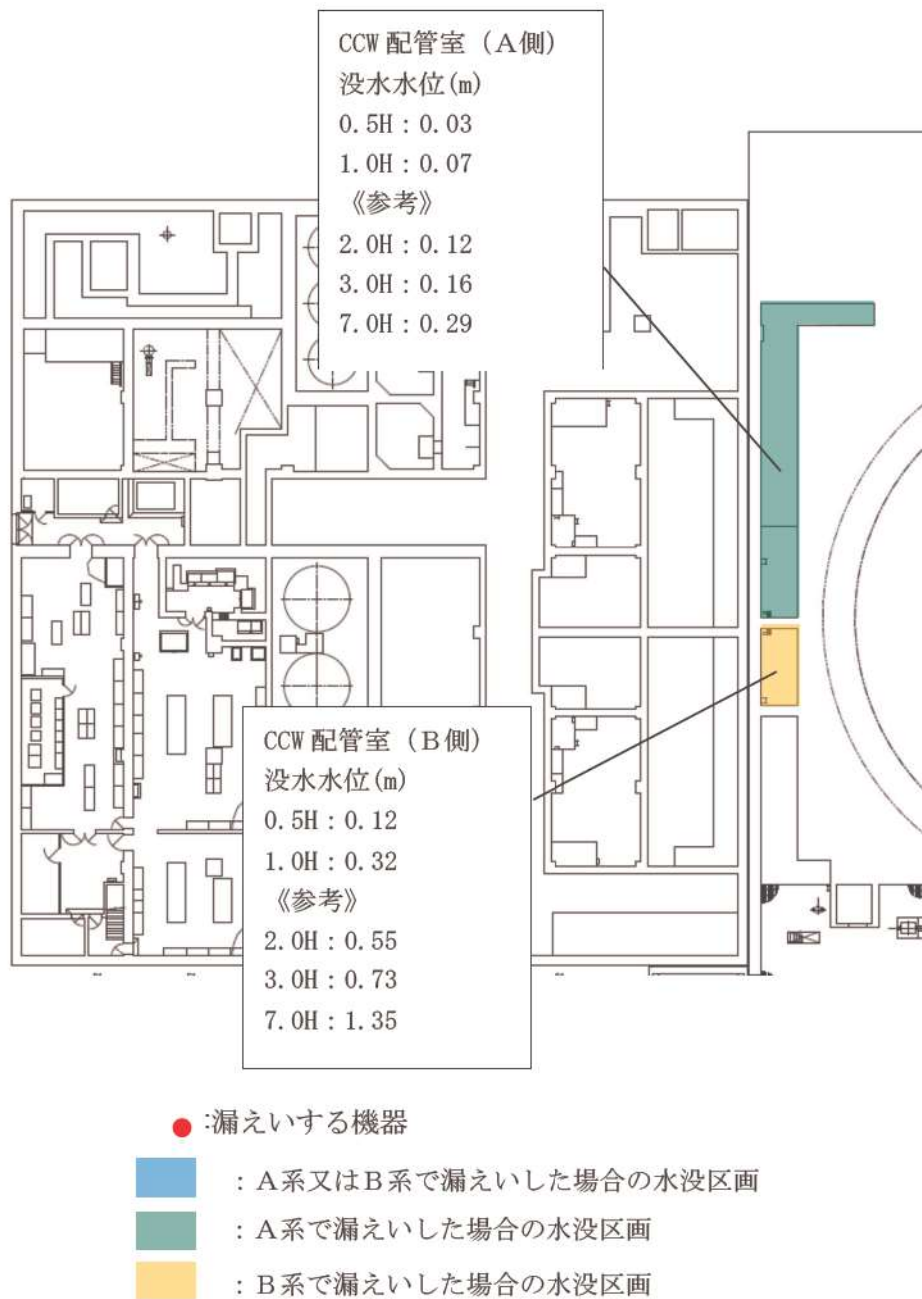 CCW 配管室（Ａ側）
没水水位(m)
0.5H：0.03
1.0H：0.07
《参考》
2.0H：0.12
3.0H：0.16
7.0H：0.29
CCW 配管室（Ｂ側）
没水水位(m)
0.5H：0.12
1.0H：0.32
《参考》
2.0H：0.55
3.0H：0.73
7.0H：1.35
:漏えいする機器
：Ａ系又はＢ系で漏えいした場合の水没区画
：Ａ系で漏えいした場合の水没区画
：Ｂ系で漏えいした場合の水没区画